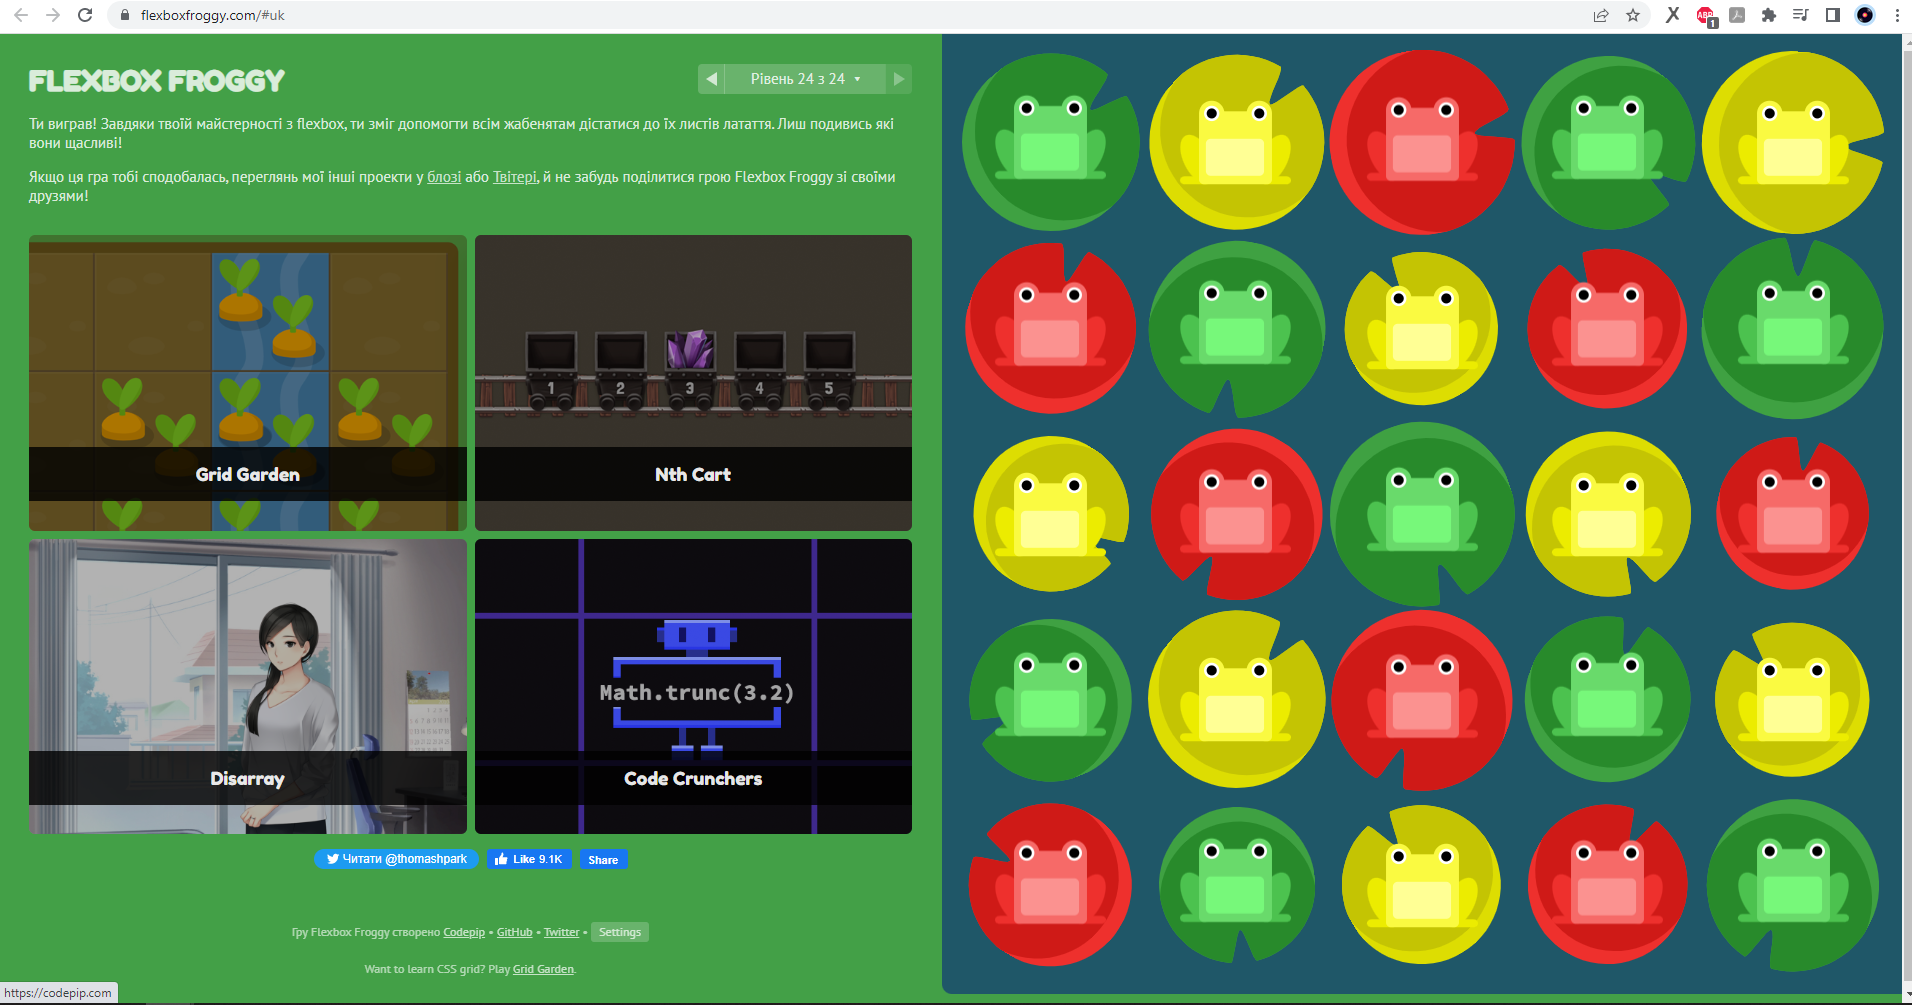 flexboxfroggy.com/#uk
ABP
1
FLEXBOX FROGGY
Рівень 24 з 24
Ти виграв! Завдяки твоїй майстерності з flexbox, ти зміг допомогти всім жабенятам дістатися до їх листів латаття. Лиш подивись які
вони щасливі!
Якщо ця гра тобі сподобалась, переглянь мої інші проекти у блозі або Твітері, й не забудь поділитися грою Flexbox Froggy зі своїми
друзями!
1 2 3 4 5
Grid Garden
Nth Cart
Math.trunc(3.2)
Disarray
Code Crunchers
Читати @thomashpark
Like 9.1K
Share
Гру Flexbox Froggy створено Codepip • GitHub • Twitter • Settings
Want to learn CSS grid? Play Grid Garden.
https://codepip.com